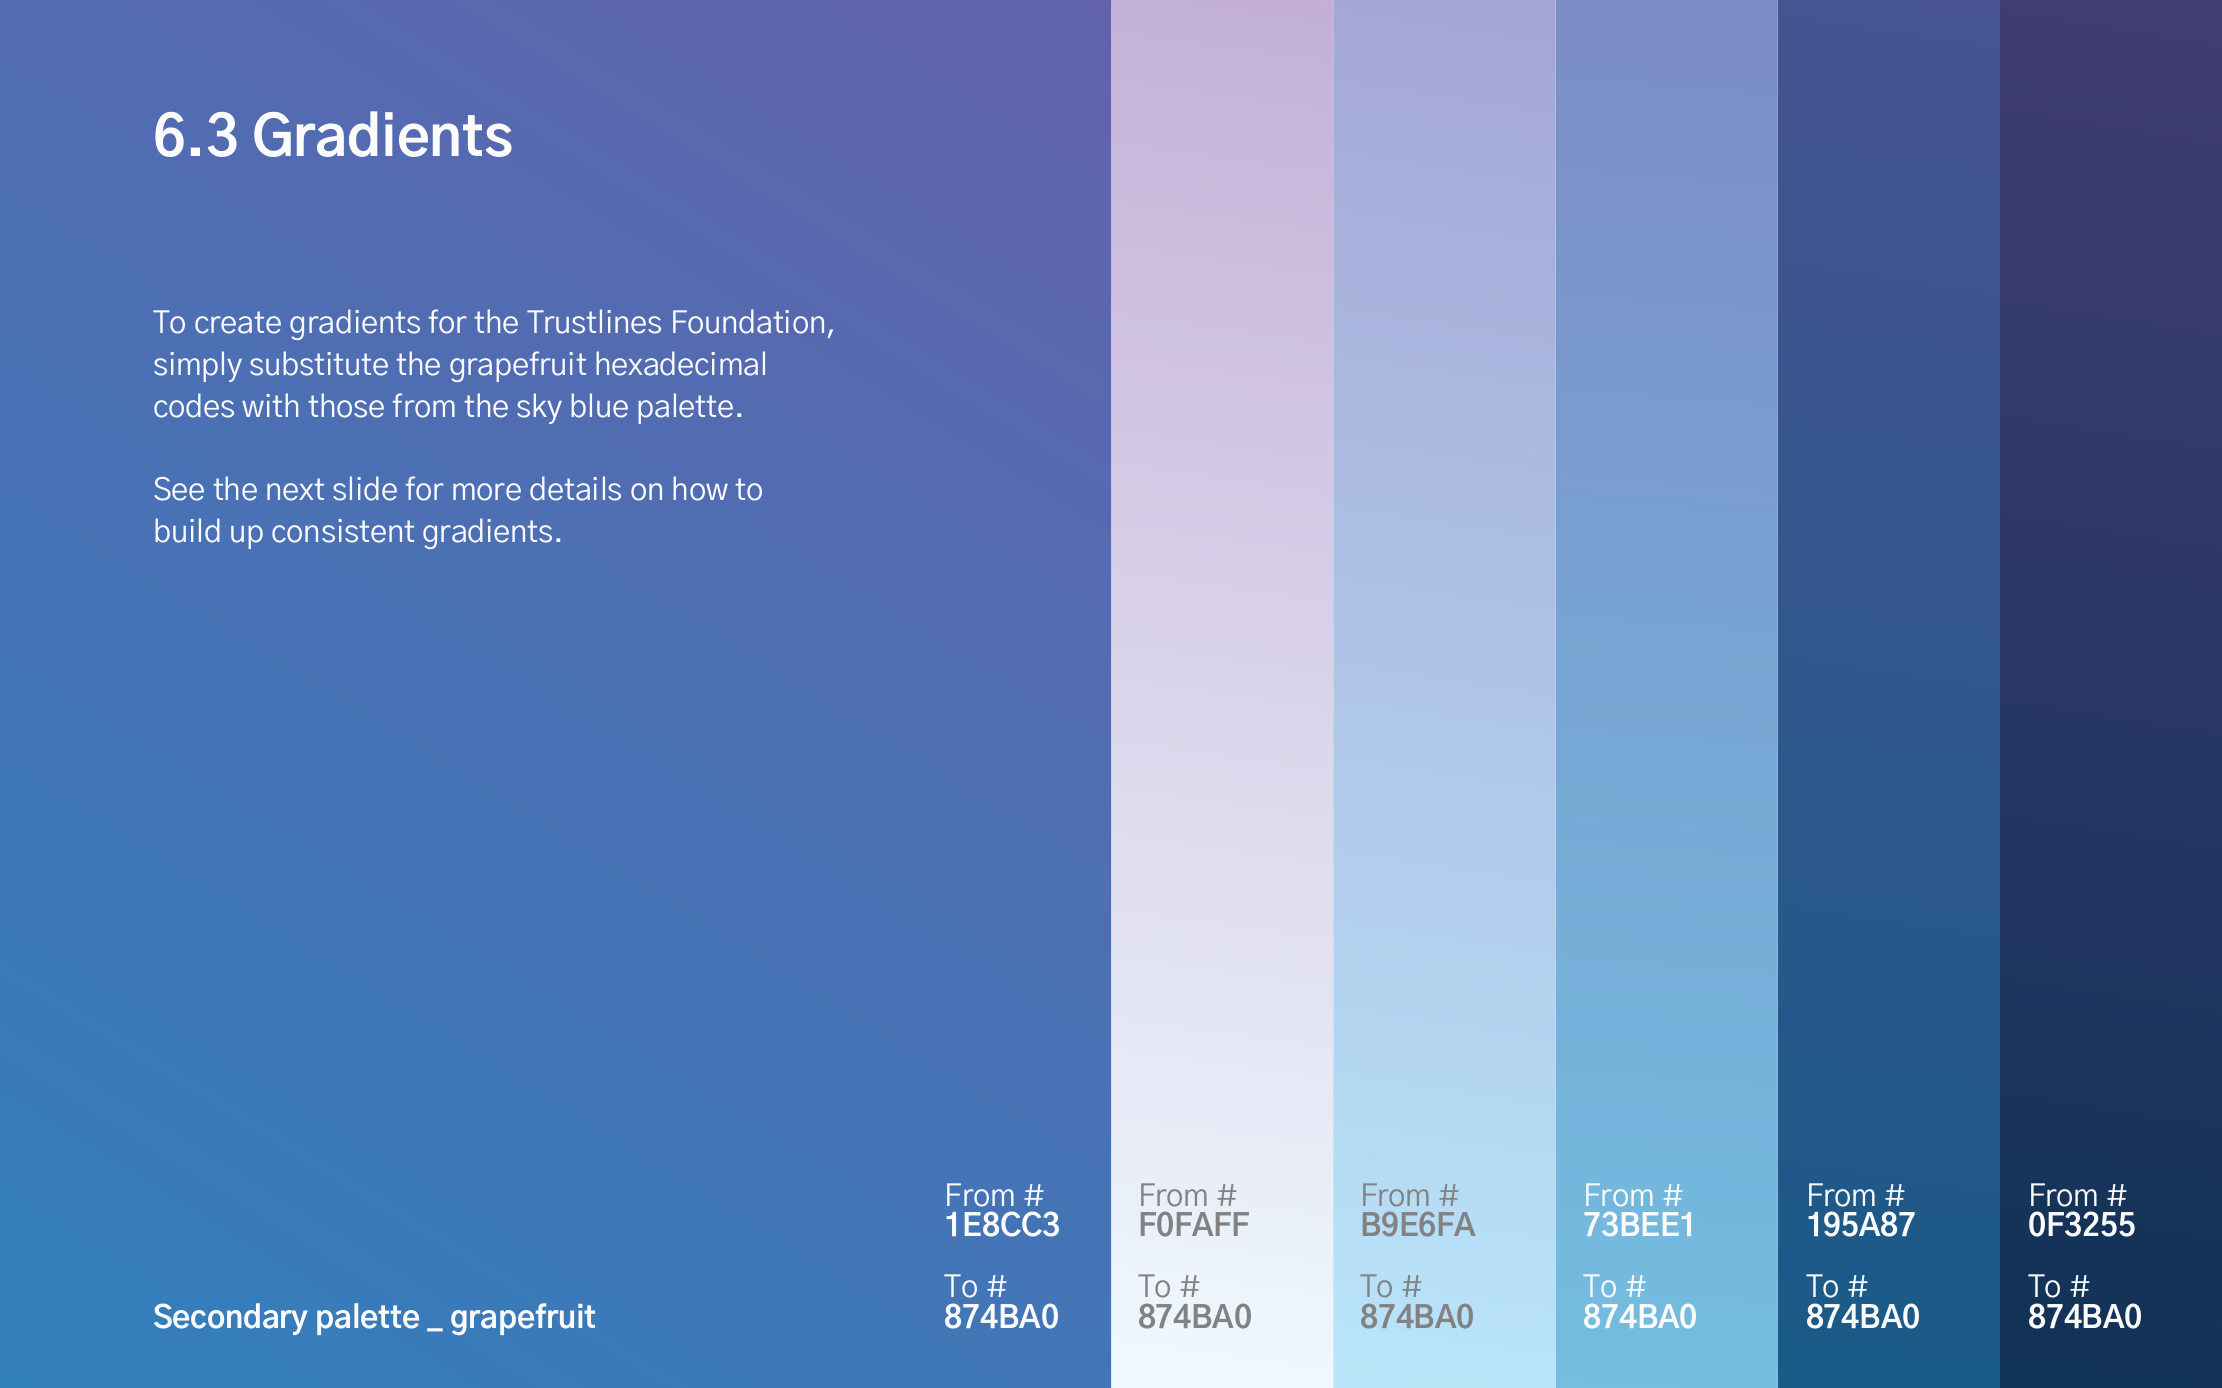 6.3 Gradients
To create gradients for the Trustlines Foundation,
simply substitute the grapefruit hexadecimal
codes with those from the sky blue palette.
See the next slide for more details on how to
build up consistent gradients.
Secondary palette _ grapefruit
From #
1E8CC3
To #
874BA0
From #
F0FAFF
To #
874BA0
From #
B9E6FA
To #
874BA0
From #
73BEE1
To #
874BA0
From #
195A87
To #
874BA0
From #
0F3255
To #
874BA0